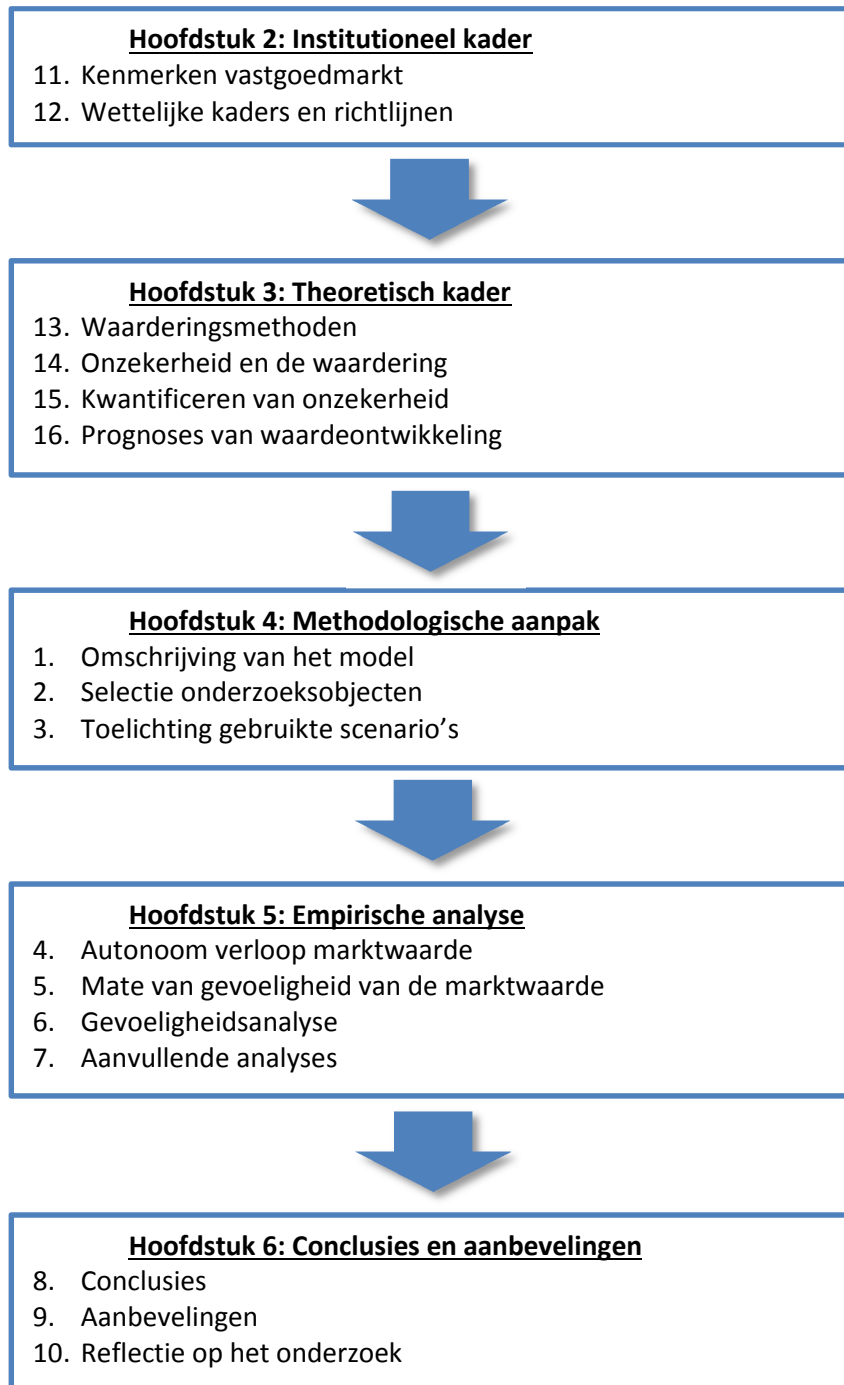 Hoofdstuk 2: Institutioneel kader
11. Kenmerken vastgoedmarkt
12. Wettelijke kaders en richtlijnen
Hoofdstuk 3: Theoretisch kader
13. Waarderingsmethoden
14. Onzekerheid en de waardering
15. Kwantificeren van onzekerheid
16. Prognoses van waardeontwikkeling
Hoofdstuk 4: Methodologische aanpak
1. Omschrijving van het model
2. Selectie onderzoeksobjecten
3. Toelichting gebruikte scenario's
Hoofdstuk 5: Empirische analyse
4. Autonoom verloop marktwaarde
5. Mate van gevoeligheid van de marktwaarde
6. Gevoeligheidsanalyse
7. Aanvullende analyses
Hoofdstuk 6: Conclusies en aanbevelingen
8. Conclusies
9. Aanbevelingen
10. Reflectie op het onderzoek